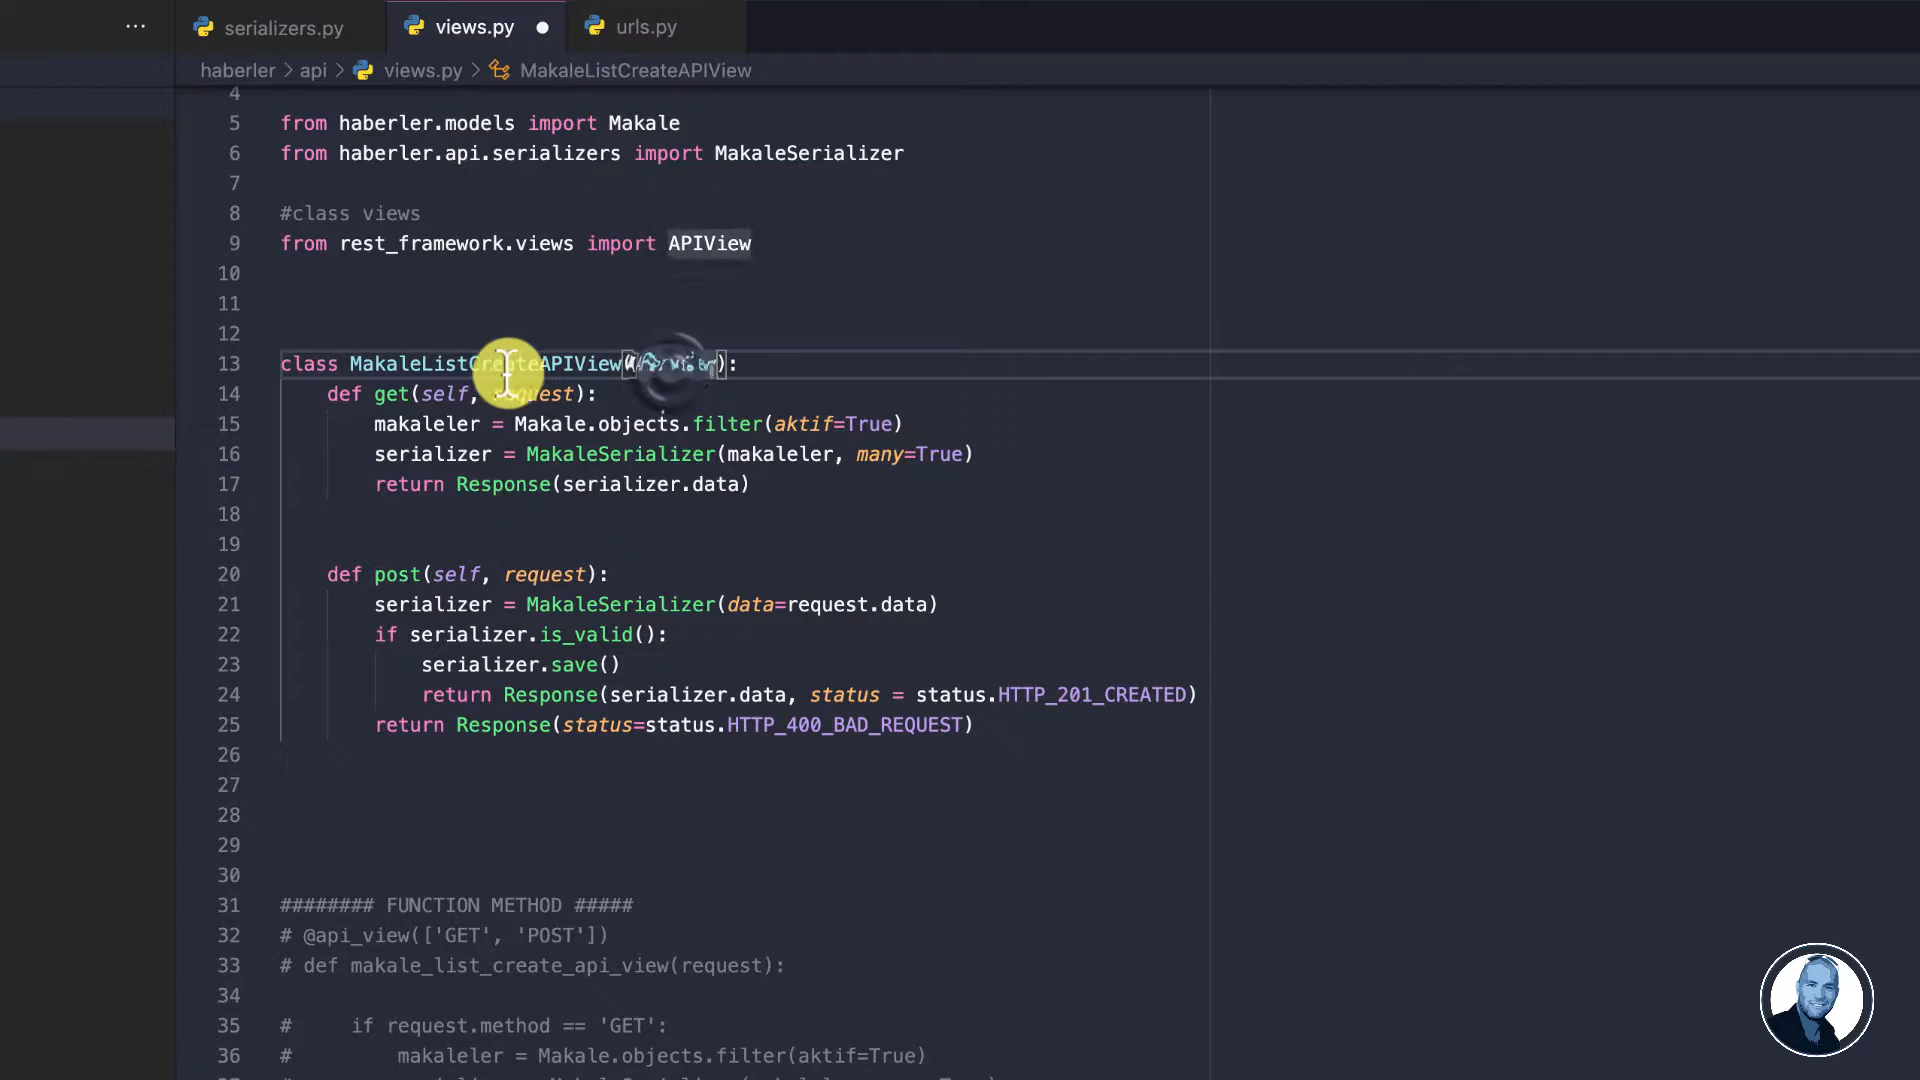 ··· serializers.py views.py urls.py
haberler > api > views.py > MakaleListCreateAPIView
4
5 from haberler.models import Makale
6 from haberler.api.serializers import MakaleSerializer
7
8 #class views
9 from rest_framework.views import APIView
10
11
12
13 class MakaleListCreateAPIView( ):
14 def get(self, request):
15 makaleler = Makale.objects.filter(aktif=True)
16 serializer = MakaleSerializer(makaleler, many=True)
17 return Response(serializer.data)
18
19
20 def post(self, request):
21 serializer = MakaleSerializer(data=request.data)
22 if serializer.is_valid():
23 serializer.save()
24 return Response(serializer.data, status = status.HTTP_201_CREATED)
25 return Response(status=status.HTTP_400_BAD_REQUEST)
26
27
28
29
30
31 ######## FUNCTION METHOD #####
32 # @api_view(['GET', 'POST'])
33 # def makale_list_create_api_view(request):
34
35 # if request.method == 'GET':
36 # makaleler = Makale.objects.filter(aktif=True)